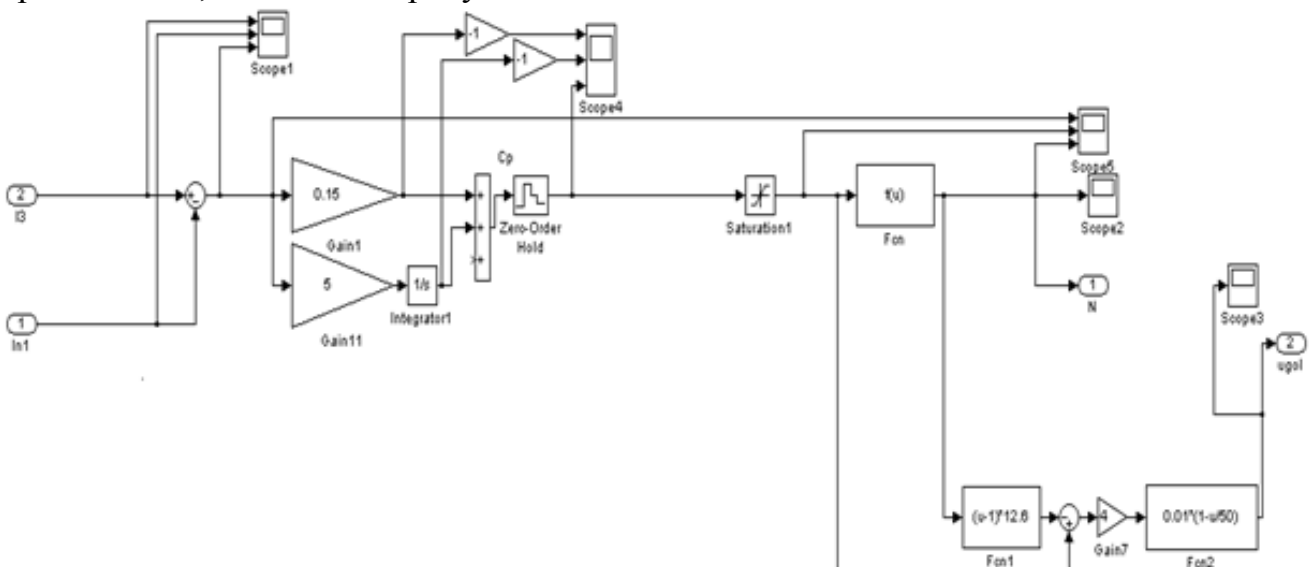 Scope1
-1
-1
Scope4
Cp
Scope5
2
I3
+
-
0.15
Gain1
+
+
+
Zero-Order
Hold
Saturation1
f(u)
Fcn
Scope2
5
Gain11
1/s
Integrator1
1
N
1
In1
Scope3
2
ugol
(u-1)*12.6
Fcn1
-
+
4
Gain7
0.01*(1-u/50)
Fcn2